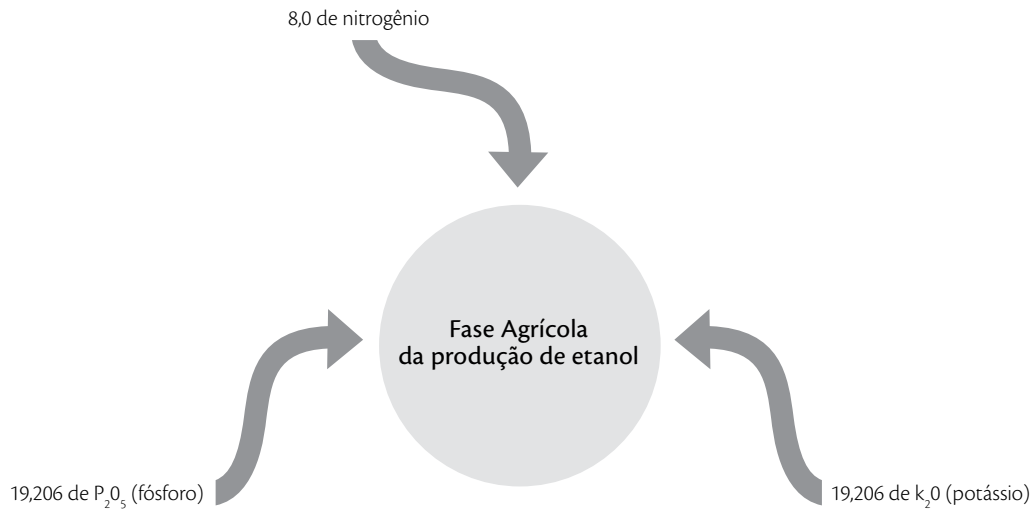 8,0 de nitrogênio
Fase Agrícola
da produção de etanol
19,206 de P₂0₅ (fósforo)
19,206 de k₂0 (potássio)